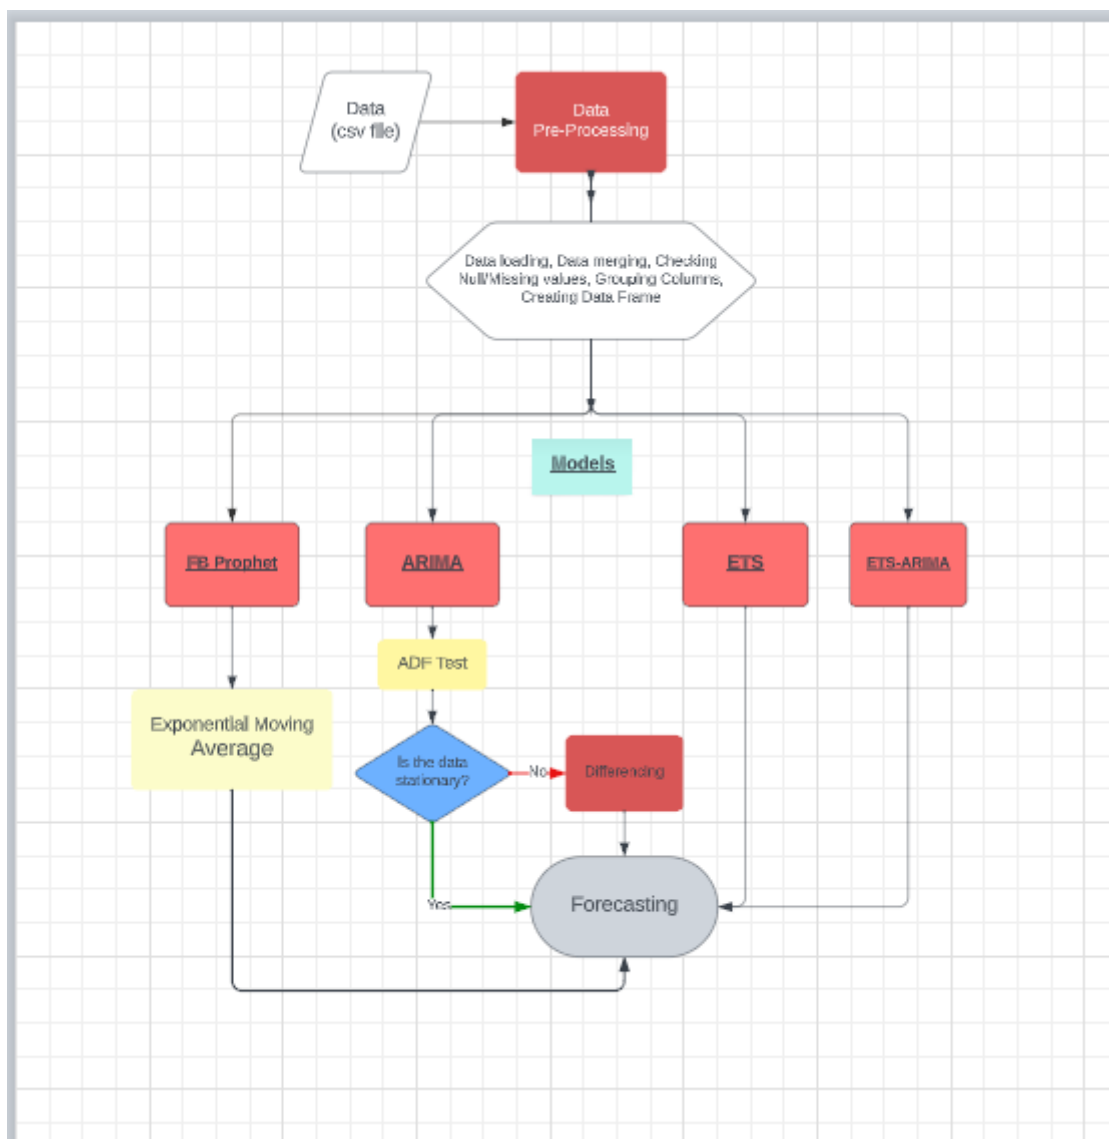 Data
(csv file)
Data
Pre-Processing
Data loading, Data merging, Checking
Null/Missing values, Grouping Columns,
Creating Data Frame
Models
FB Prophet
ARIMA
ETS
ETS-ARIMA
ADF Test
Exponential Moving
Average
Is the data
stationary?
No
Differencing
Yes
Forecasting